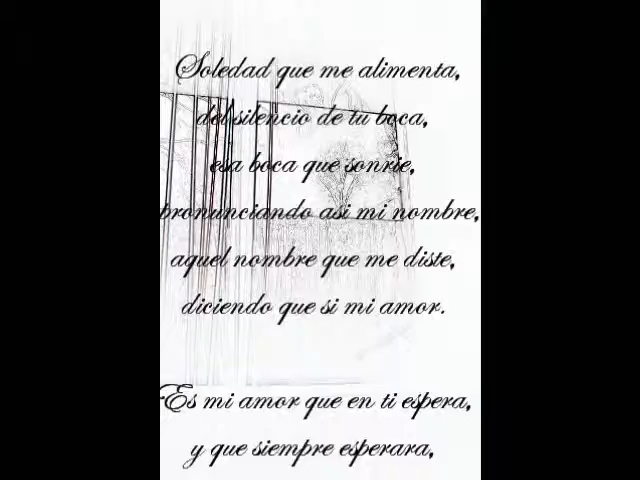 Soledad que me alimenta,
del silencio de tu boca,
esa boca que sonrie,
pronunciando asi mi nombre,
aquel nombre que me diste,
diciendo que si mi amor.
Es mi amor que en ti espera,
y que siempre esperara,